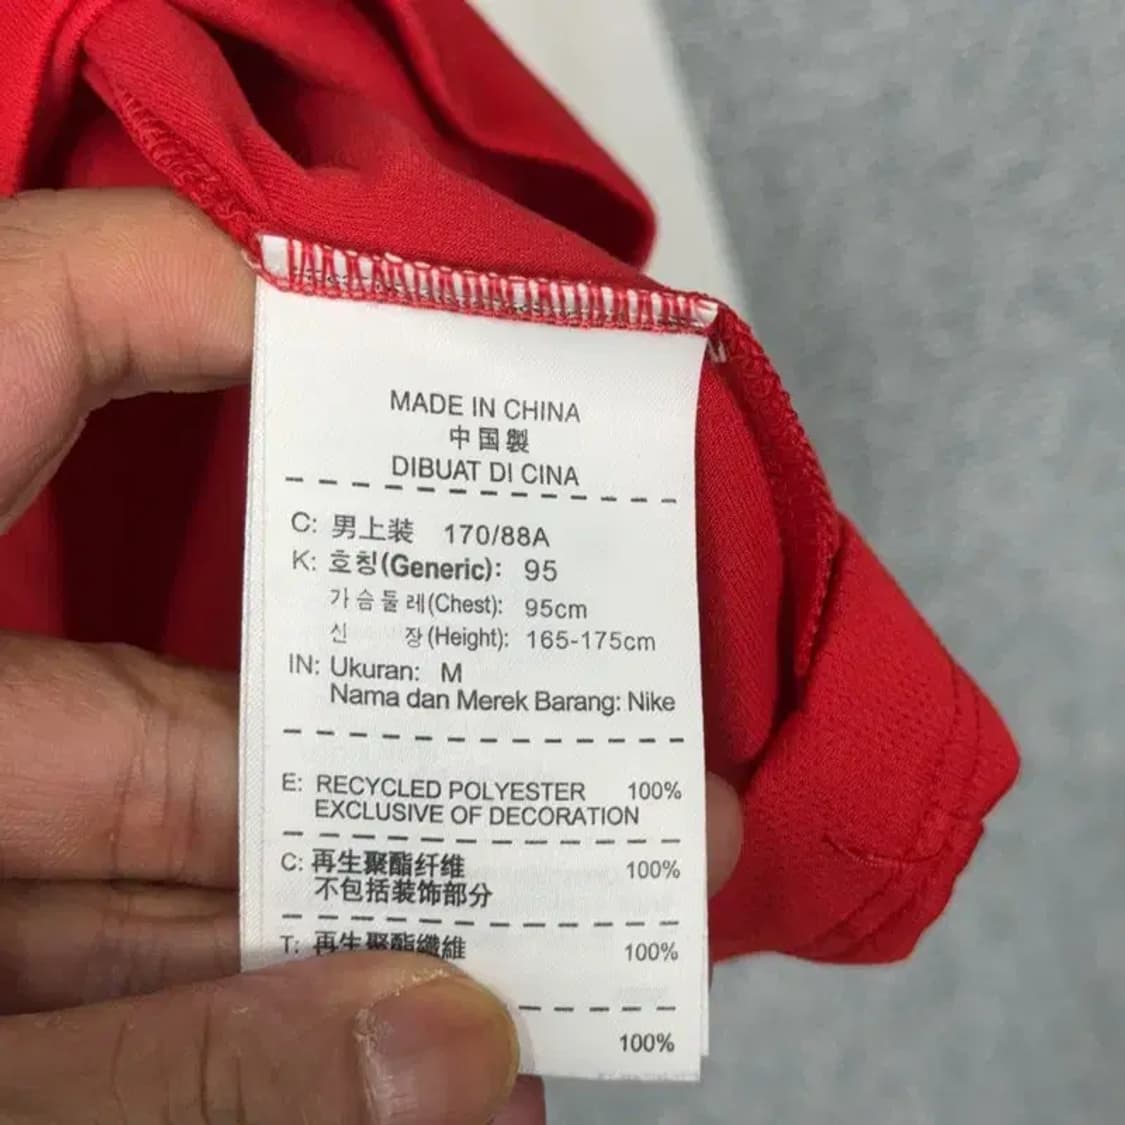 MADE IN CHINA
中国製
DIBUAT DI CINA
C: 男上装 170/88A
K: 호칭(Generic): 95
가슴둘레(Chest): 95cm
신 장(Height): 165-175cm
IN: Ukuran: M
Nama dan Merek Barang: Nike
E: RECYCLED POLYESTER 100%
EXCLUSIVE OF DECORATION
C: 再生聚酯纤维 100%
不包括装饰部分
T: 再生聚酯纖維 100%
100%